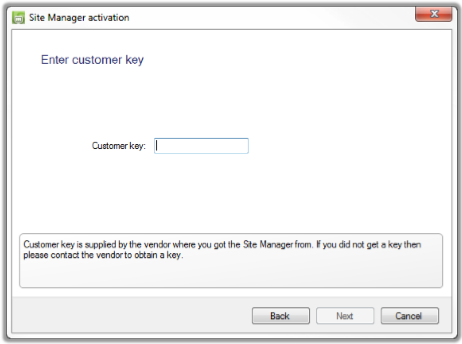 Site Manager activation
Enter customer key
Customer key:
Customer key is supplied by the vendor where you got the Site Manager from. If you did not get a key then
please contact the vendor to obtain a key.
Back
Next
Cancel